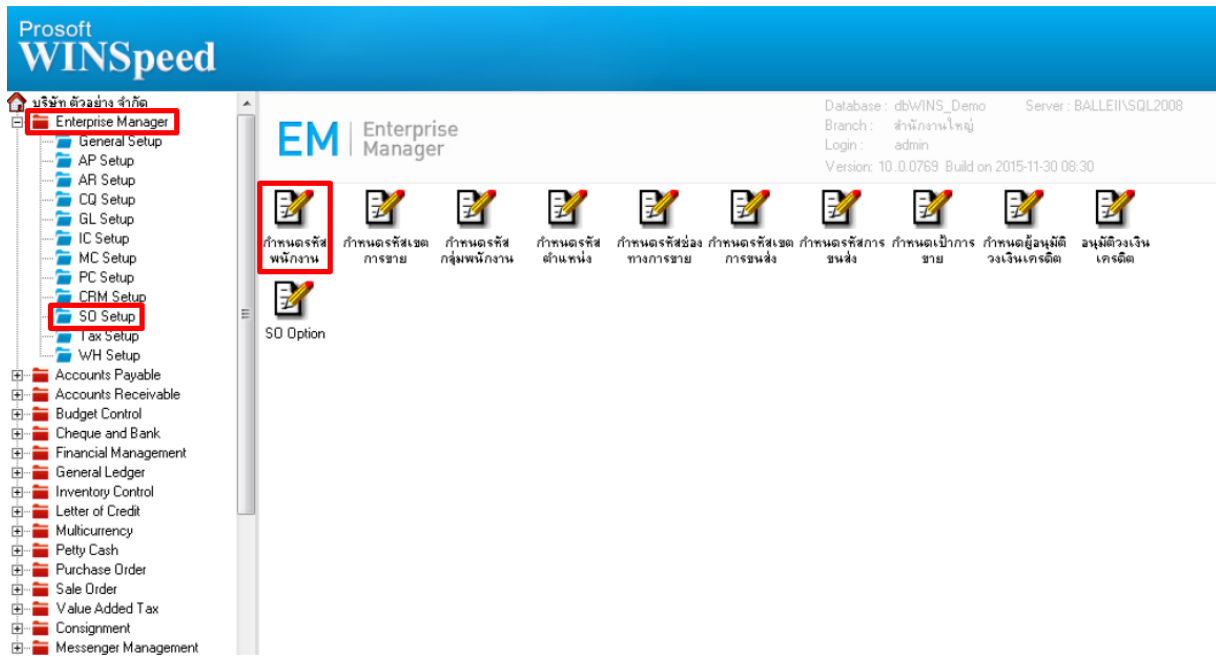 Prosoft
WINSpeed
บริษัท ตัวอย่าง จำกัด
Enterprise Manager
General Setup
AP Setup
AR Setup
CQ Setup
GL Setup
IC Setup
MC Setup
PC Setup
CRM Setup
SO Setup
Tax Setup
WH Setup
Accounts Payable
Accounts Receivable
Budget Control
Cheque and Bank
Financial Management
General Ledger
Inventory Control
Letter of Credit
Multicurrency
Petty Cash
Purchase Order
Sale Order
Value Added Tax
Consignment
Messenger Management
EM Enterprise
Manager
Database : dbWINS_Demo Server : BALLEII\SQL2008
Branch : สำนักงานใหญ่
Login : admin
Version: 10..0.0769 Build on 2015-11-30 08:30
กำหนดรหัส
พนักงาน
กำหนดรหัสเขต
การขาย
กำหนดรหัส
กลุ่มพนักงาน
กำหนดรหัส
ตำแหน่ง
กำหนดรหัสช่อง
ทางการขาย
กำหนดรหัสเขต
การขนส่ง
กำหนดรหัสการ
ขนส่ง
กำหนดเป้าการ
ขาย
กำหนดผู้อนุมัติ
วงเงินเครดิต
อนุมัติวงเงิน
เครดิต
SO Option